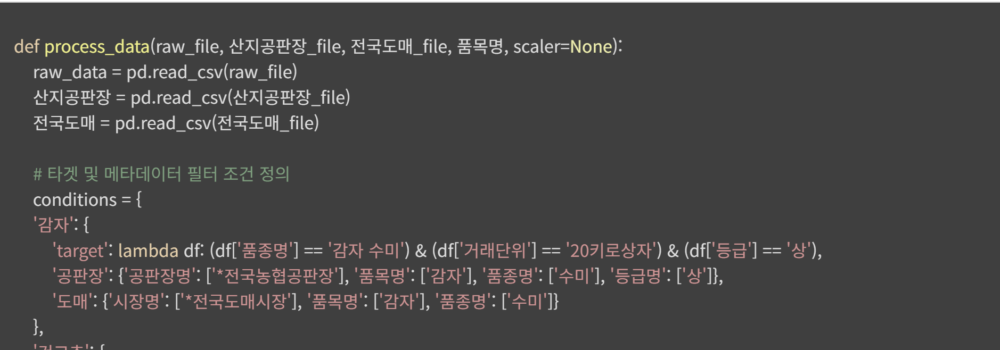 def process_data(raw_file, 산지공판장_file, 전국도매_file, 품목명, scaler=None):
raw_data = pd.read_csv(raw_file)
산지공판장 = pd.read_csv(산지공판장_file)
전국도매 = pd.read_csv(전국도매_file)
# 타겟 및 메타데이터 필터 조건 정의
conditions = {
'감자': {
'target': lambda df: (df['품종명'] == '감자 수미') & (df['거래단위'] == '20키로상자') & (df['등급'] == '상'),
'공판장': {'공판장명': ['*전국농협공판장'], '품목명': ['감자'], '품종명': ['수미'], '등급명': ['상']},
'도매': {'시장명': ['*전국도매시장'], '품목명': ['감자'], '품종명': ['수미']}
},